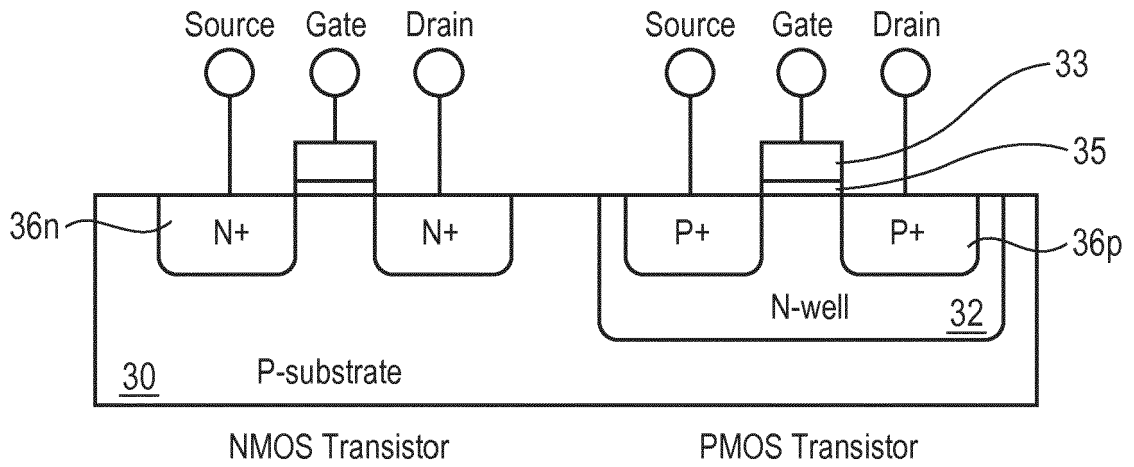 Source Gate Drain Source Gate Drain
33
35
36n N+ N+ P+ P+ 36p
N-well 32
30 P-substrate
NMOS Transistor PMOS Transistor